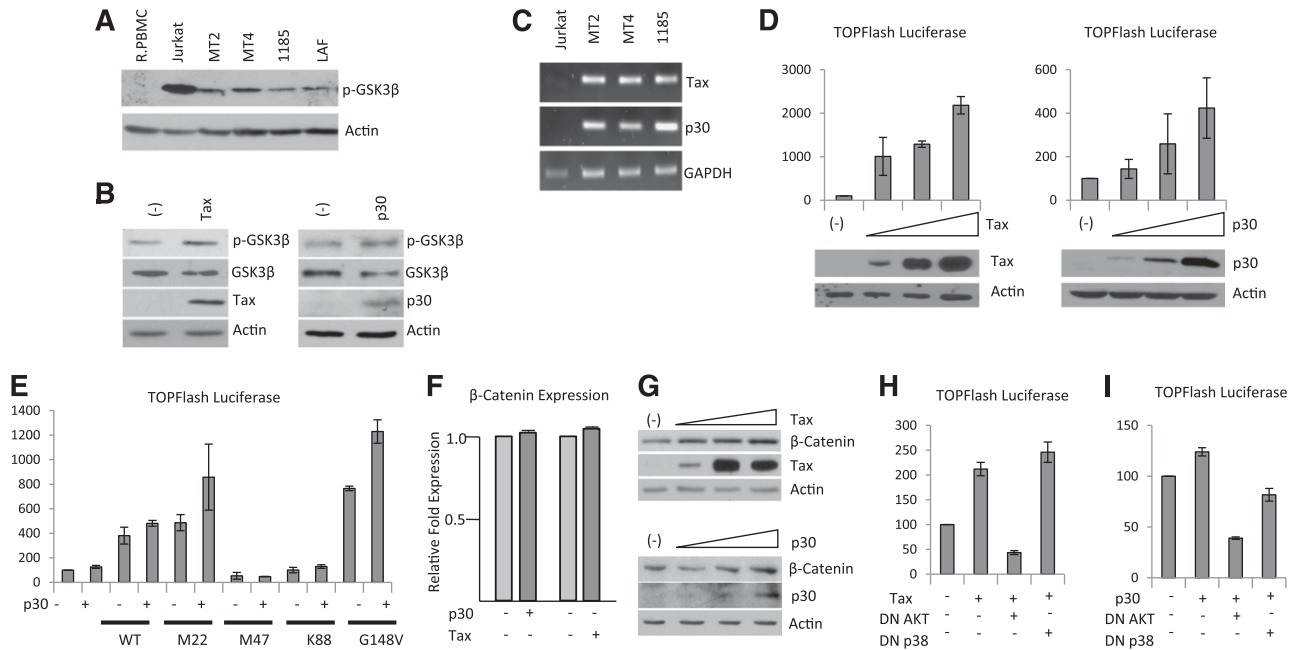 A
R.PBMC
Jurkat
MT2
MT4
1185
LAF
p-GSK3β
Actin
B
(-)
Tax
p-GSK3β
GSK3β
Tax
Actin
(-)
p30
p-GSK3β
GSK3β
p30
Actin
C
Jurkat
MT2
MT4
1185
Tax
p30
GAPDH
D
TOPFlash Luciferase
3000
2000
1000
0
(-)
Tax
Tax
Actin
TOPFlash Luciferase
600
400
200
0
(-)
p30
p30
Actin
E
TOPFlash Luciferase
1400
1200
1000
800
600
400
200
0
p30 - + - + - + - + - + - +
WT M22 M47 K88 G148V
F
β-Catenin Expression
Relative Fold Expression
1.0
0.5
p30 - + - -
Tax - - - +
G
(-) Tax
β-Catenin
Tax
Actin
(-) p30
β-Catenin
p30
Actin
H
TOPFlash Luciferase
300
250
200
150
100
50
0
Tax - + + +
DN AKT - - + -
DN p38 - - - +
I
TOPFlash Luciferase
150
100
50
0
p30 - + + +
DN AKT - - + -
DN p38 - - - +